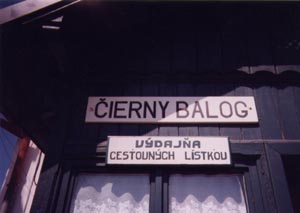 · ČIERNY BALOG ·
VÝDAJŇA
CESTOVNÝCH LÍSTKOV